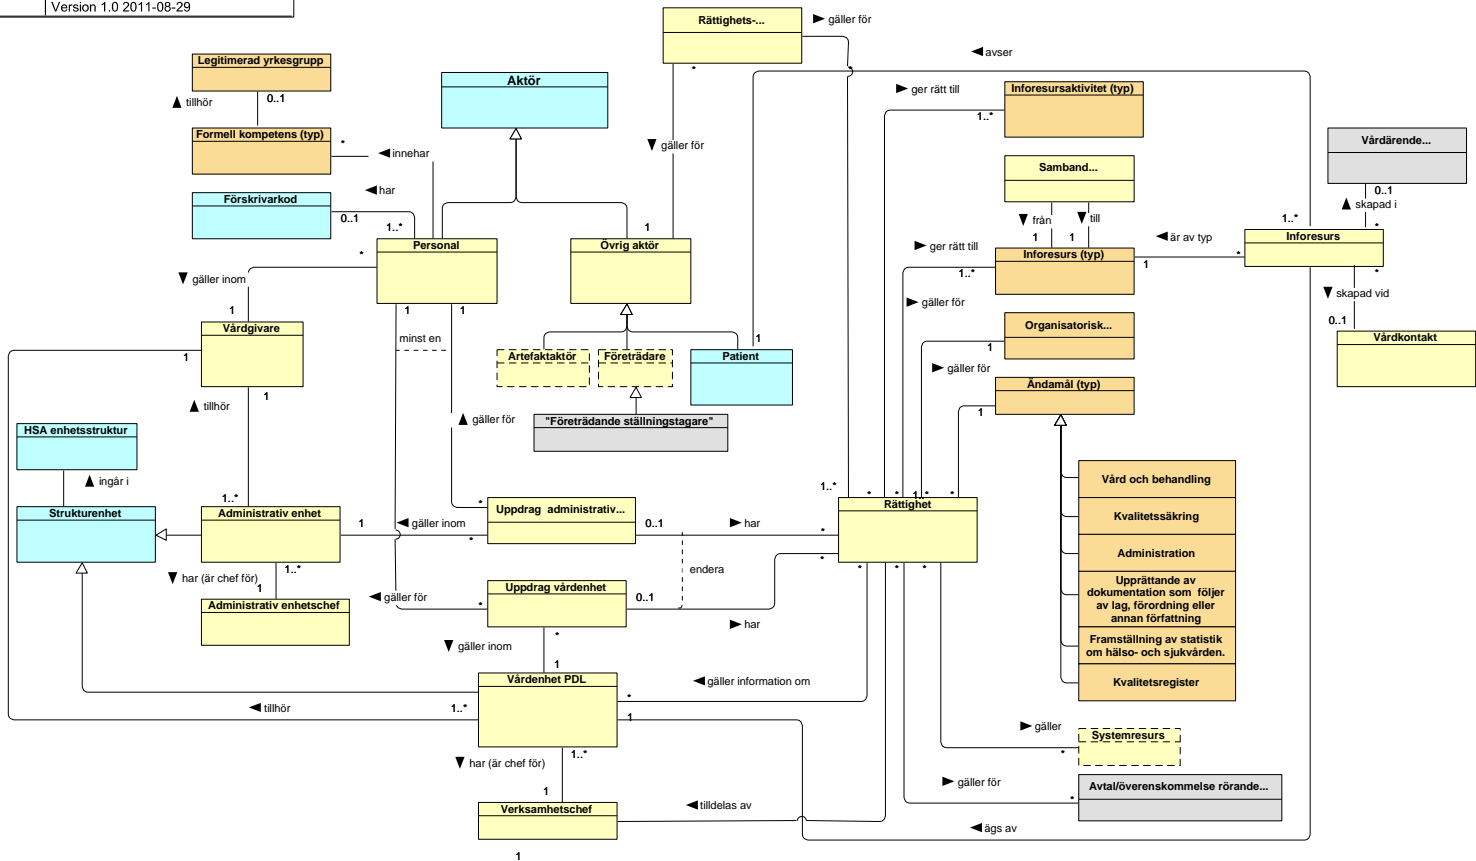 Version 1.0 2011-08-29
Rättighets-...
gäller för
avser
Legitimerad yrkesgrupp
Aktör
tillhör
0..1
*
*
ger rätt till
Inforesursaktivitet (typ)
1..*
Formell kompetens (typ)
*
innehar
gäller för
Vårdärende...
Samband...
har
Förskrivarkod
0..1
0..1
skapad i
från
till
1..*
1..*
1
1
1
*
Personal
Övrig aktör
är av typ
Inforesurs
*
ger rätt till
Inforesurs (typ)
1
*
*
1..*
gäller inom
skapad vid
gäller för
1
1
1
0..1
Vårdgivare
minst en
Organisatorisk...
Vårdkontakt
1
1
1
Artefaktaktör
Företrädare
Patient
gäller för
Ändamål (typ)
1
tillhör
1
gäller för
"Företrädande ställningstagare"
HSA enhetsstruktur
ingår i
Vård och behandling
1..*
1..*
*
*
1..*
*
*
Strukturenhet
Administrativ enhet
Uppdrag administrativ...
Rättighet
Kvalitetssäkring
1
gäller inom
*
0..1
har
*
Administration
har (är chef för)
1..*
1
endera
*
*
*
*
*
Upprättande av
dokumentation som följer
av lag, förordning eller
annan författning
Uppdrag vårdenhet
gäller för
*
0..1
Administrativ enhetschef
har
*
gäller inom
Framställning av statistik
om hälso- och sjukvården.
1
Vårdenhet PDL
gäller information om
*
Kvalitetsregister
tillhör
1..*
1
gäller
Systemresurs
*
1..*
har (är chef för)
gäller för
Avtal/överenskommelse rörande...
1
*
Verksamhetschef
tilldelas av
ägs av
1